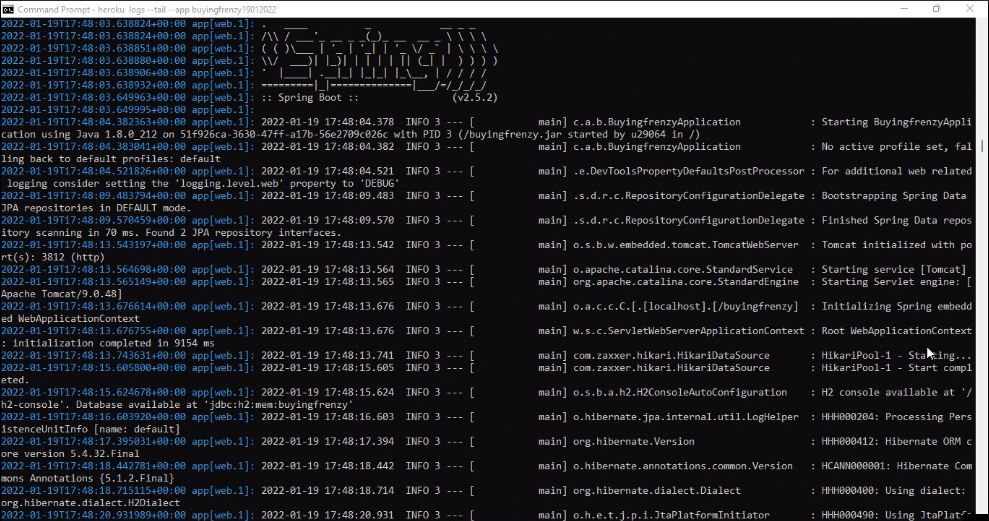 Command Prompt - heroku logs --tail --app buyingfrenzy19012022
2022-01-19T17:48:03.638824+00:00 app[web.1]: .   ____          _            __ _ _
2022-01-19T17:48:03.638824+00:00 app[web.1]: /\\ / ___'_ __ _ _(_)_ __  __ _ \ \ \ \
2022-01-19T17:48:03.638851+00:00 app[web.1]: ( ( )\___ | '_ | '_| | '_ \/ _` | \ \ \ \
2022-01-19T17:48:03.638880+00:00 app[web.1]: \\/  ___)| |_)| | | | | || (_| |  ) ) ) )
2022-01-19T17:48:03.638906+00:00 app[web.1]: '  |____| .__|_| |_|_| |_\__, | / / / /
2022-01-19T17:48:03.638932+00:00 app[web.1]: =========|_|==============|___/=/_/_/_/
2022-01-19T17:48:03.649963+00:00 app[web.1]: :: Spring Boot ::                (v2.5.2)
2022-01-19T17:48:03.649995+00:00 app[web.1]:
2022-01-19T17:48:04.382363+00:00 app[web.1]: 2022-01-19 17:48:04.378  INFO 3 --- [           main] c.a.b.BuyingfrenzyApplication            : Starting BuyingfrenzyAppli
cation using Java 1.8.0_212 on 51f926ca-3630-47ff-a17b-56e2709c026c with PID 3 (/buyingfrenzy.jar started by u29064 in /)
2022-01-19T17:48:04.383041+00:00 app[web.1]: 2022-01-19 17:48:04.382  INFO 3 --- [           main] c.a.b.BuyingfrenzyApplication            : No active profile set, fal
ling back to default profiles: default
2022-01-19T17:48:04.521826+00:00 app[web.1]: 2022-01-19 17:48:04.521  INFO 3 --- [           main] .e.DevToolsPropertyDefaultsPostProcessor : For additional web related
 logging consider setting the 'logging.level.web' property to 'DEBUG'
2022-01-19T17:48:09.483794+00:00 app[web.1]: 2022-01-19 17:48:09.483  INFO 3 --- [           main] .s.d.r.c.RepositoryConfigurationDelegate : Bootstrapping Spring Data
JPA repositories in DEFAULT mode.
2022-01-19T17:48:09.570459+00:00 app[web.1]: 2022-01-19 17:48:09.570  INFO 3 --- [           main] .s.d.r.c.RepositoryConfigurationDelegate : Finished Spring Data repos
itory scanning in 70 ms. Found 2 JPA repository interfaces.
2022-01-19T17:48:13.543197+00:00 app[web.1]: 2022-01-19 17:48:13.542  INFO 3 --- [           main] o.s.b.w.embedded.tomcat.TomcatWebServer  : Tomcat initialized with po
rt(s): 3812 (http)
2022-01-19T17:48:13.564698+00:00 app[web.1]: 2022-01-19 17:48:13.564  INFO 3 --- [           main] o.apache.catalina.core.StandardService   : Starting service [Tomcat]
2022-01-19T17:48:13.565149+00:00 app[web.1]: 2022-01-19 17:48:13.565  INFO 3 --- [           main] org.apache.catalina.core.StandardEngine  : Starting Servlet engine: [
Apache Tomcat/9.0.48]
2022-01-19T17:48:13.676614+00:00 app[web.1]: 2022-01-19 17:48:13.676  INFO 3 --- [           main] o.a.c.c.C.[.[localhost].[/buyingfrenzy]  : Initializing Spring embedd
ed WebApplicationContext
2022-01-19T17:48:13.676755+00:00 app[web.1]: 2022-01-19 17:48:13.676  INFO 3 --- [           main] w.s.c.ServletWebServerApplicationContext : Root WebApplicationContext
: initialization completed in 9154 ms
2022-01-19T17:48:13.743631+00:00 app[web.1]: 2022-01-19 17:48:13.741  INFO 3 --- [           main] com.zaxxer.hikari.HikariDataSource       : HikariPool-1 - Starting...
2022-01-19T17:48:15.605800+00:00 app[web.1]: 2022-01-19 17:48:15.605  INFO 3 --- [           main] com.zaxxer.hikari.HikariDataSource       : HikariPool-1 - Start compl
eted.
2022-01-19T17:48:15.624678+00:00 app[web.1]: 2022-01-19 17:48:15.624  INFO 3 --- [           main] o.s.b.a.h2.H2ConsoleAutoConfiguration    : H2 console available at '/
h2-console'. Database available at 'jdbc:h2:mem:buyingfrenzy'
2022-01-19T17:48:16.603920+00:00 app[web.1]: 2022-01-19 17:48:16.603  INFO 3 --- [           main] o.hibernate.jpa.internal.util.LogHelper  : HHH000204: Processing Pers
istenceUnitInfo [name: default]
2022-01-19T17:48:17.395031+00:00 app[web.1]: 2022-01-19 17:48:17.394  INFO 3 --- [           main] org.hibernate.Version                    : HHH000412: Hibernate ORM c
ore version 5.4.32.Final
2022-01-19T17:48:18.442781+00:00 app[web.1]: 2022-01-19 17:48:18.442  INFO 3 --- [           main] o.hibernate.annotations.common.Version   : HCANN000001: Hibernate Com
mons Annotations {5.1.2.Final}
2022-01-19T17:48:18.715115+00:00 app[web.1]: 2022-01-19 17:48:18.714  INFO 3 --- [           main] org.hibernate.dialect.Dialect            : HHH000400: Using dialect:
org.hibernate.dialect.H2Dialect
2022-01-19T17:48:20.931989+00:00 app[web.1]: 2022-01-19 17:48:20.931  INFO 3 --- [           main] o.h.e.t.j.p.i.JtaPlatformInitiator       : HHH000490: Using JtaPlatf